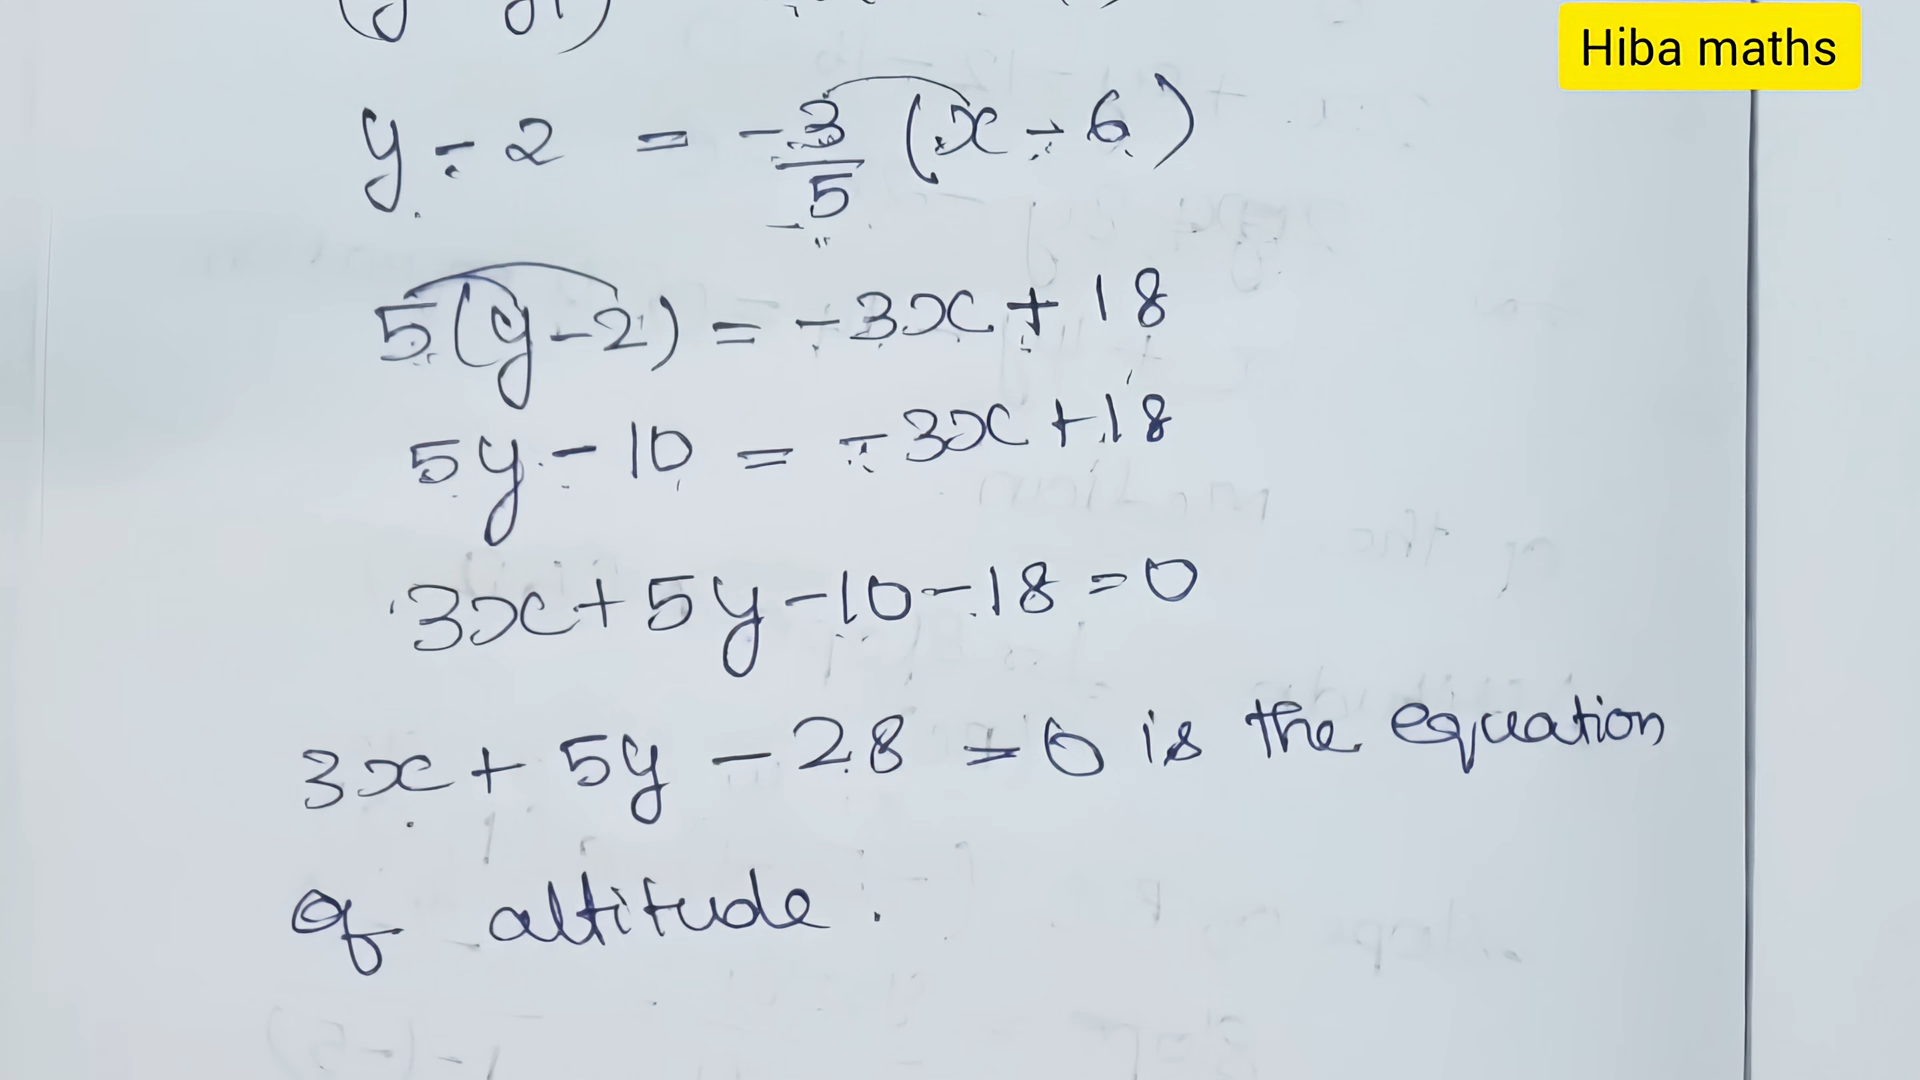 Hiba maths
y - 2 = -3/5 (x - 6)
5(y - 2) = -3x + 18
5y - 10 = -3x + 18
3x + 5y - 10 - 18 = 0
3x + 5y - 28 = 0 is the equation
of altitude.